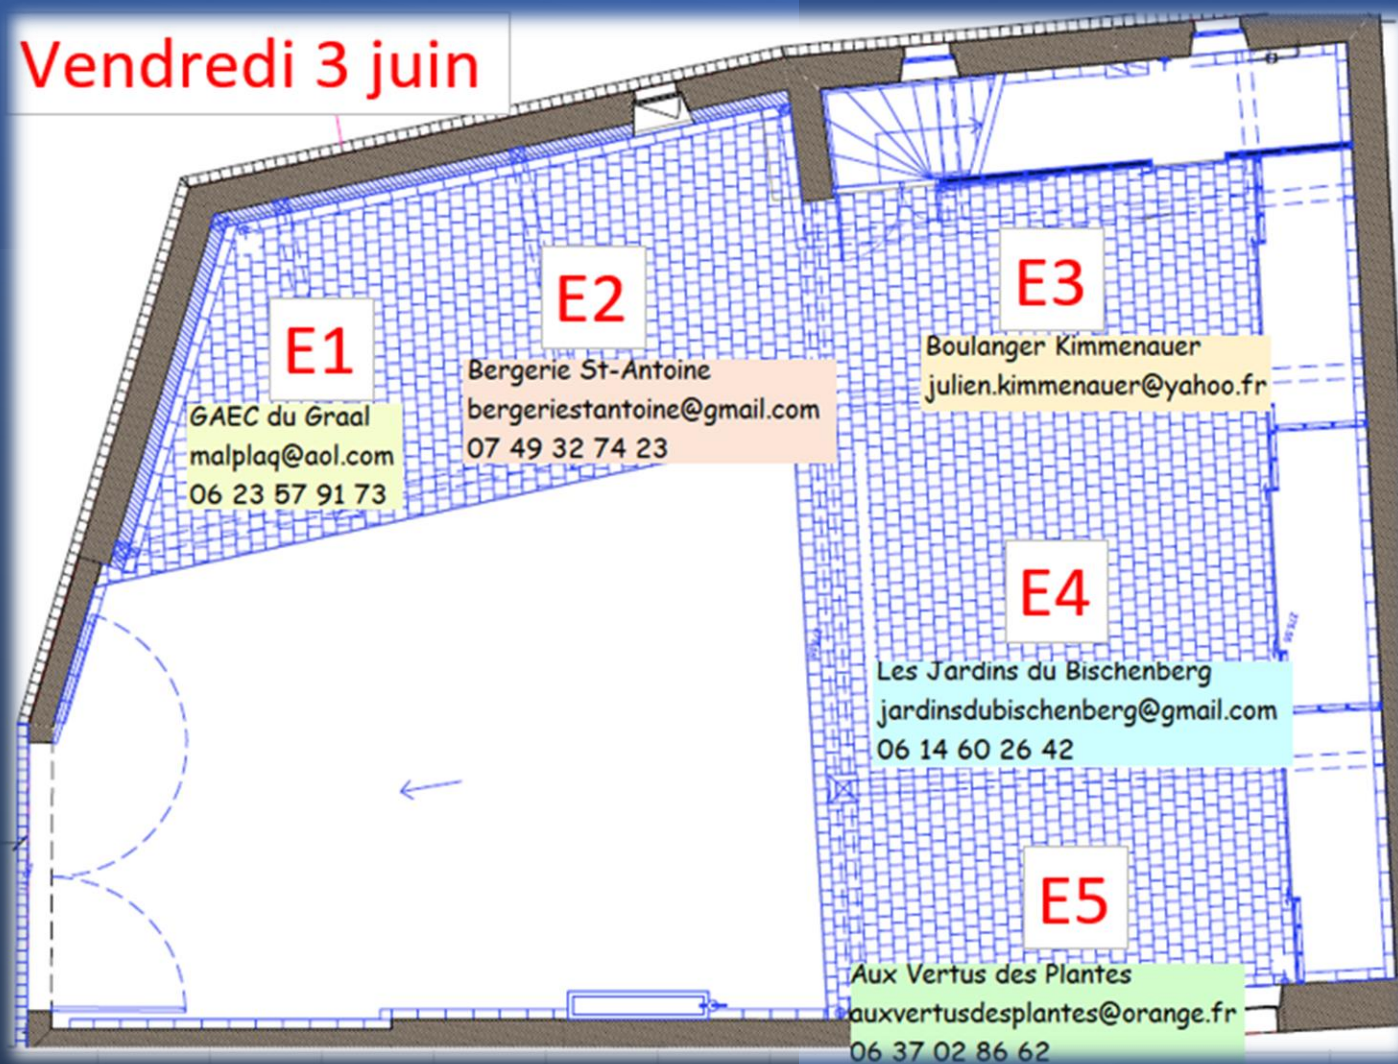 Vendredi 3 juin
E1
GAEC du Graal
malplaq@aol.com
06 23 57 91 73
E2
Bergerie St-Antoine
bergeriestantoine@gmail.com
07 49 32 74 23
E3
Boulanger Kimmenauer
julien.kimmenauer@yahoo.fr
E4
Les Jardins du Bischenberg
jardinsdubischenberg@gmail.com
06 14 60 26 42
E5
Aux Vertus des Plantes
auxvertusdesplantes@orange.fr
06 37 02 86 62